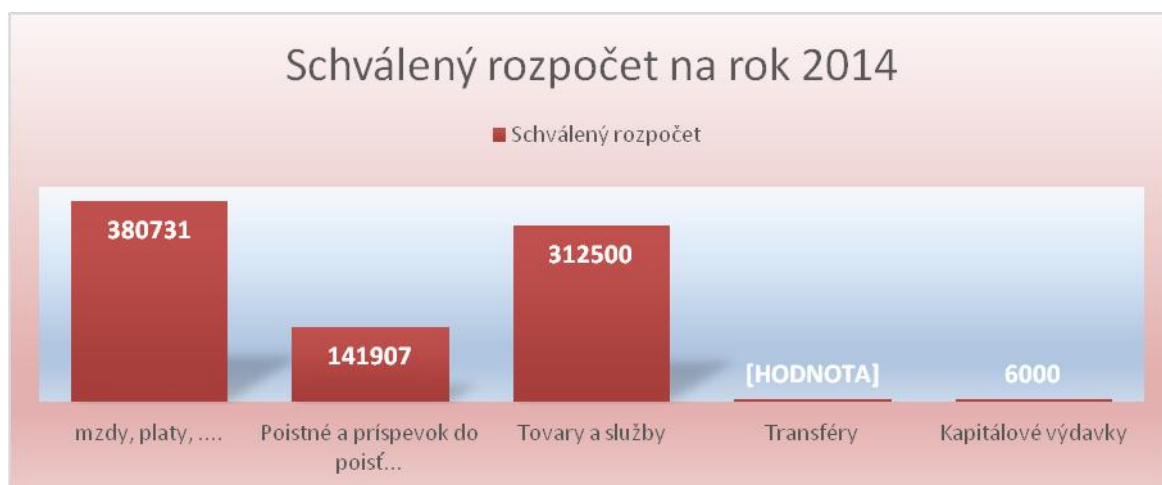 Schválený rozpočet na rok 2014
Schválený rozpočet
380731
141907
312500
[HODNOTA]
6000
mzdy, platy, ....
Poistné a príspevok do
poisť...
Tovary a služby
Transféry
Kapitálové výdavky